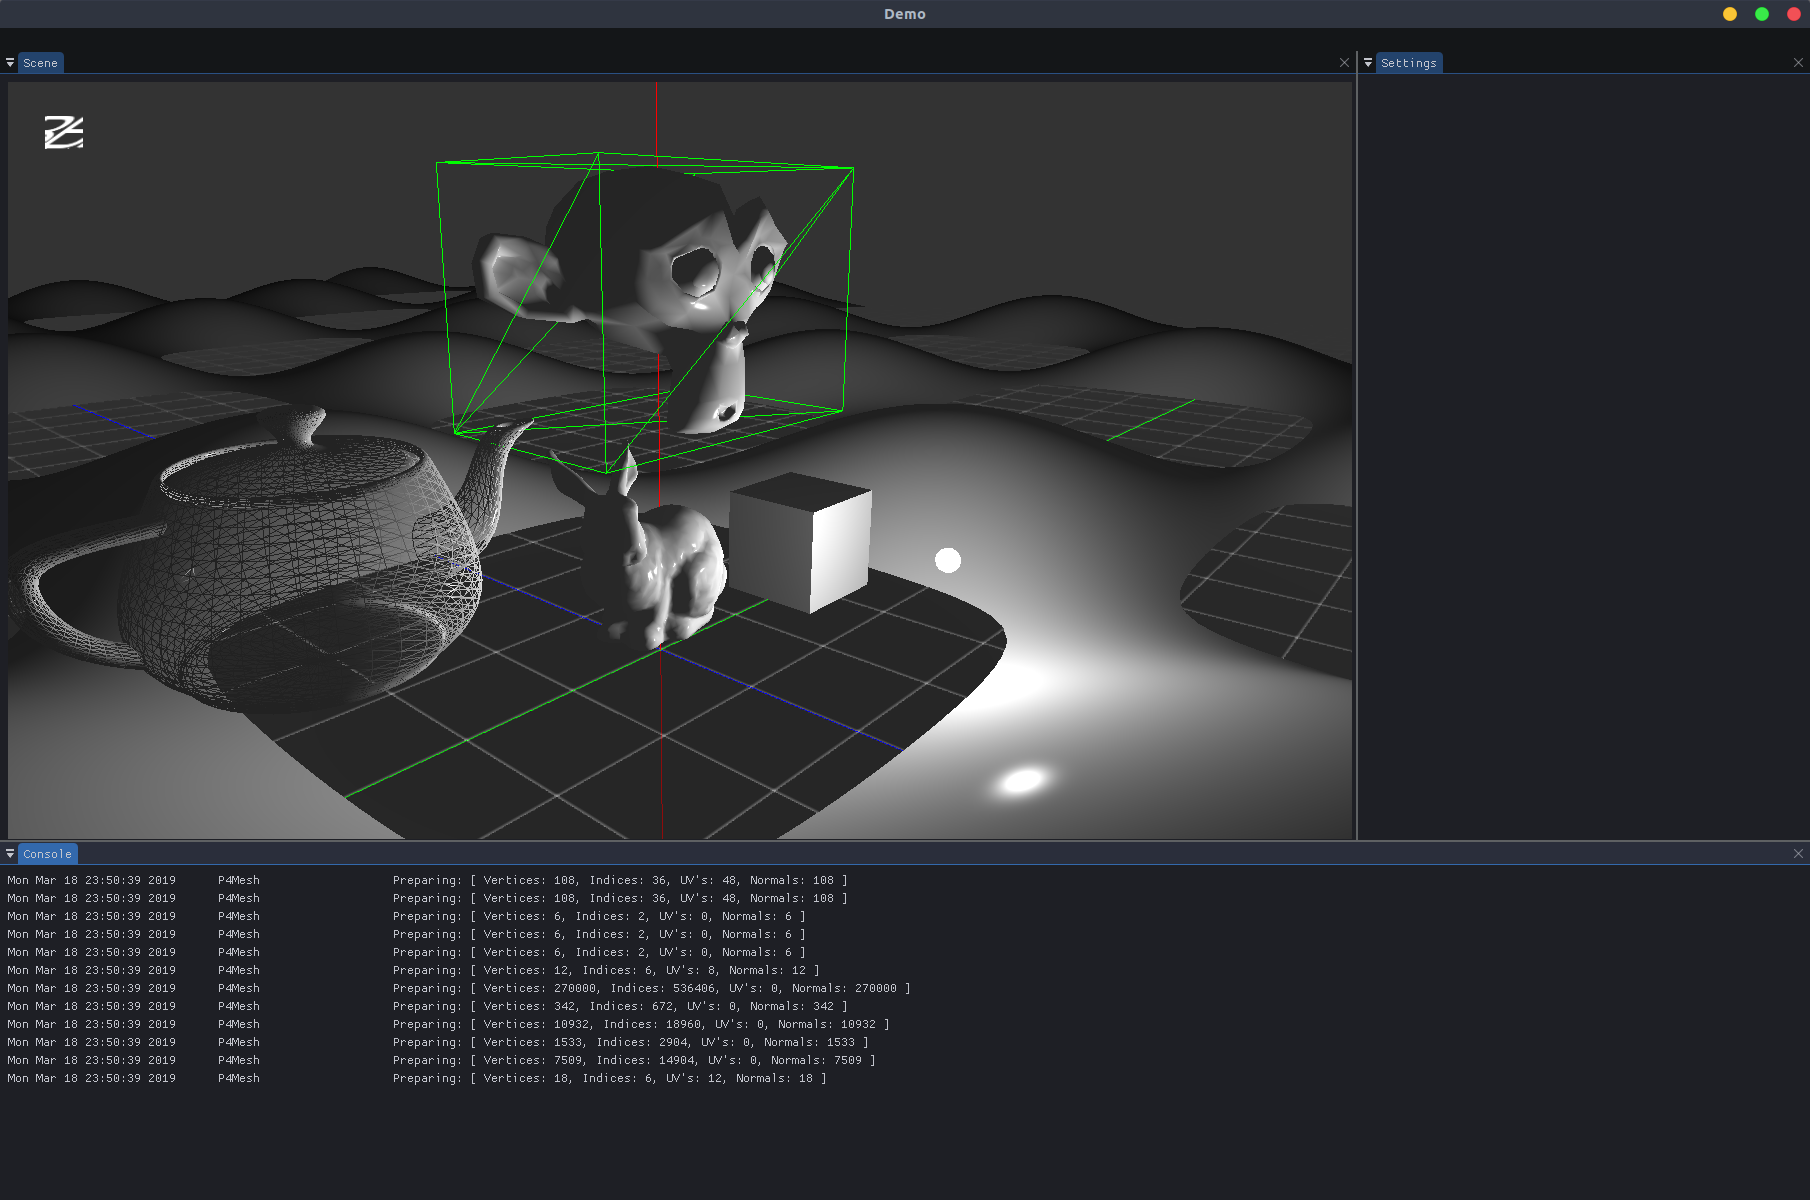 Demo
Scene
Settings
Console
Mon Mar 18 23:50:39 2019 P4Mesh Preparing: [ Vertices: 108, Indices: 36, UV's: 48, Normals: 108 ]
Mon Mar 18 23:50:39 2019 P4Mesh Preparing: [ Vertices: 108, Indices: 36, UV's: 48, Normals: 108 ]
Mon Mar 18 23:50:39 2019 P4Mesh Preparing: [ Vertices: 6, Indices: 2, UV's: 0, Normals: 6 ]
Mon Mar 18 23:50:39 2019 P4Mesh Preparing: [ Vertices: 6, Indices: 2, UV's: 0, Normals: 6 ]
Mon Mar 18 23:50:39 2019 P4Mesh Preparing: [ Vertices: 6, Indices: 2, UV's: 0, Normals: 6 ]
Mon Mar 18 23:50:39 2019 P4Mesh Preparing: [ Vertices: 12, Indices: 6, UV's: 8, Normals: 12 ]
Mon Mar 18 23:50:39 2019 P4Mesh Preparing: [ Vertices: 270000, Indices: 536406, UV's: 0, Normals: 270000 ]
Mon Mar 18 23:50:39 2019 P4Mesh Preparing: [ Vertices: 342, Indices: 672, UV's: 0, Normals: 342 ]
Mon Mar 18 23:50:39 2019 P4Mesh Preparing: [ Vertices: 10932, Indices: 18960, UV's: 0, Normals: 10932 ]
Mon Mar 18 23:50:39 2019 P4Mesh Preparing: [ Vertices: 1533, Indices: 2904, UV's: 0, Normals: 1533 ]
Mon Mar 18 23:50:39 2019 P4Mesh Preparing: [ Vertices: 7509, Indices: 14904, UV's: 0, Normals: 7509 ]
Mon Mar 18 23:50:39 2019 P4Mesh Preparing: [ Vertices: 18, Indices: 6, UV's: 12, Normals: 18 ]